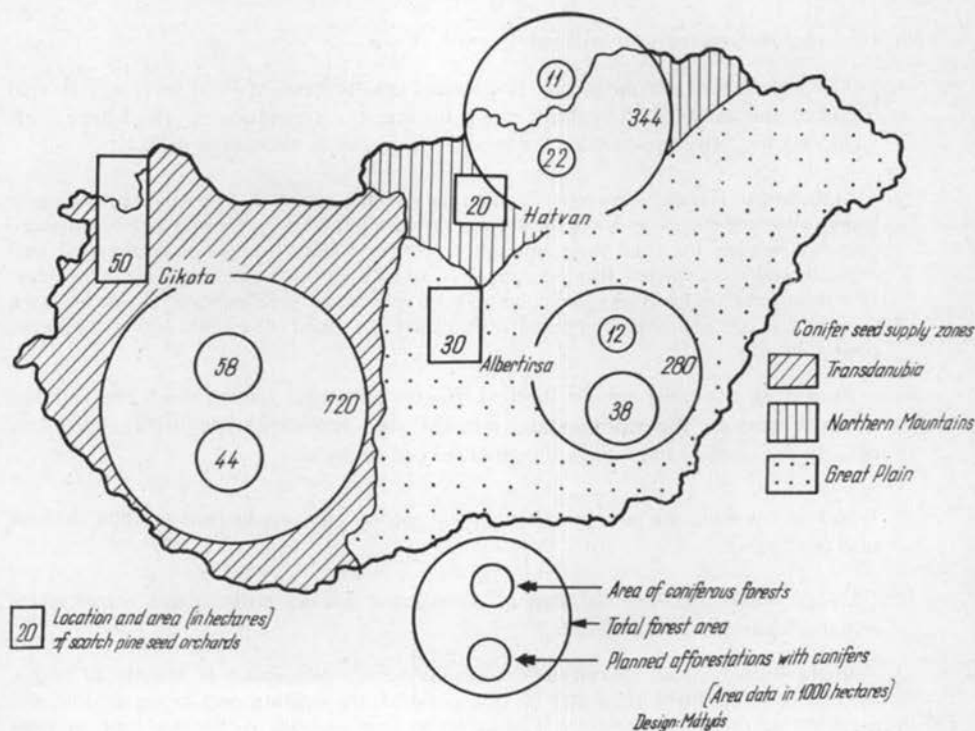 11
344
22
20
Hatvan
50
Gikota
58
720
44
30
Albertirsa
12
280
38
Conifer seed supply zones
Transdanubia
Northern Mountains
Great Plain
20
Location and area (in hectares)
of scotch pine seed orchards
Area of coniferous forests
Total forest area
Planned afforestations with conifers
(Area data in 1000 hectares)
Design: Mátyás